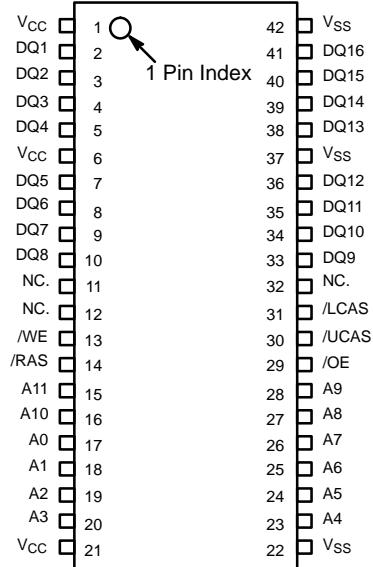 VCC 1 42 VSS
DQ1 2 41 DQ16
1 Pin Index
DQ2 3 40 DQ15
DQ3 4 39 DQ14
DQ4 5 38 DQ13
VCC 6 37 VSS
DQ5 7 36 DQ12
DQ6 8 35 DQ11
DQ7 9 34 DQ10
DQ8 10 33 DQ9
NC. 11 32 NC.
NC. 12 31 /LCAS
/WE 13 30 /UCAS
/RAS 14 29 /OE
A11 15 28 A9
A10 16 27 A8
A0 17 26 A7
A1 18 25 A6
A2 19 24 A5
A3 20 23 A4
VCC 21 22 VSS